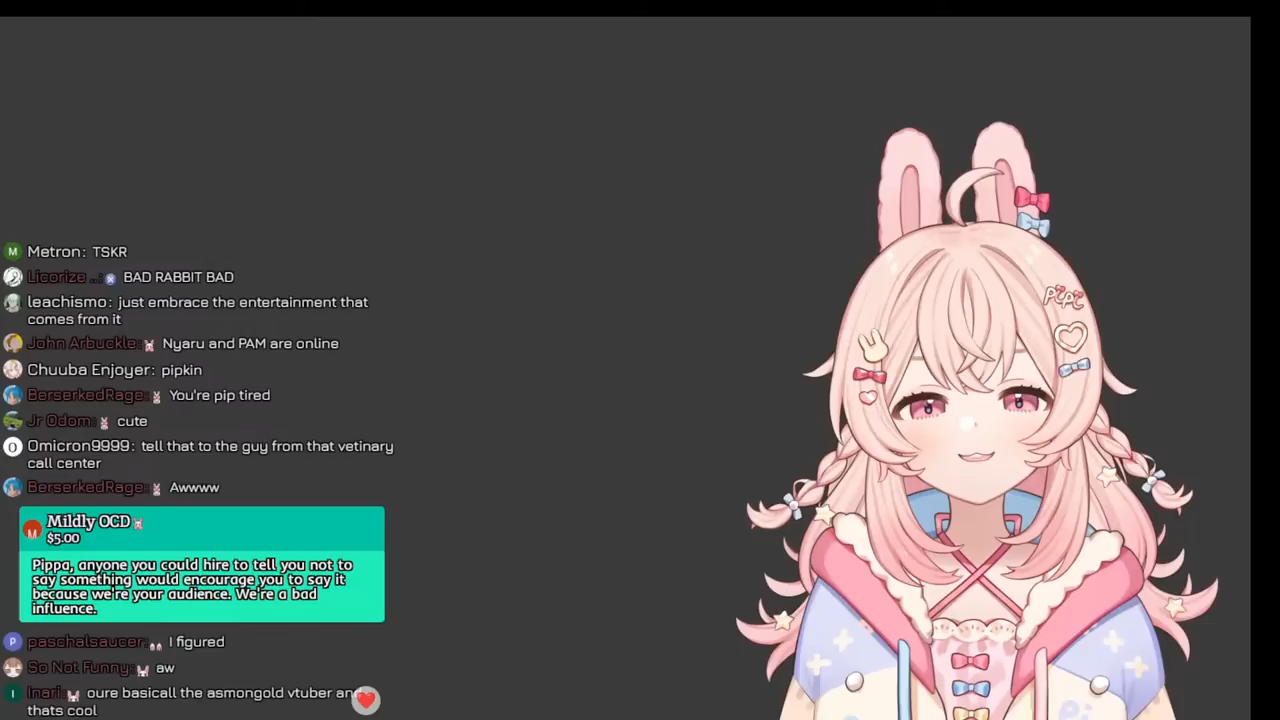 Metron: TSKR
Licorize ..: BAD RABBIT BAD
leachismo: just embrace the entertainment that
comes from it
John Arbuckle: Nyaru and PAM are online
Chuuba Enjoyer: pipkin
BerserkedRage: You're pip tired
Jr Odom: cute
Omicron9999: tell that to the guy from that vetinary
call center
BerserkedRage: Awwww
Mildly OCD
$5.00
Pippa, anyone you could hire to tell you not to
say something would encourage you to say it
because we're your audience. We're a bad
influence.
paschalsaucer: I figured
So Not Funny: aw
Inari: oure basicall the asmongold vtuber and
thats cool
pipi